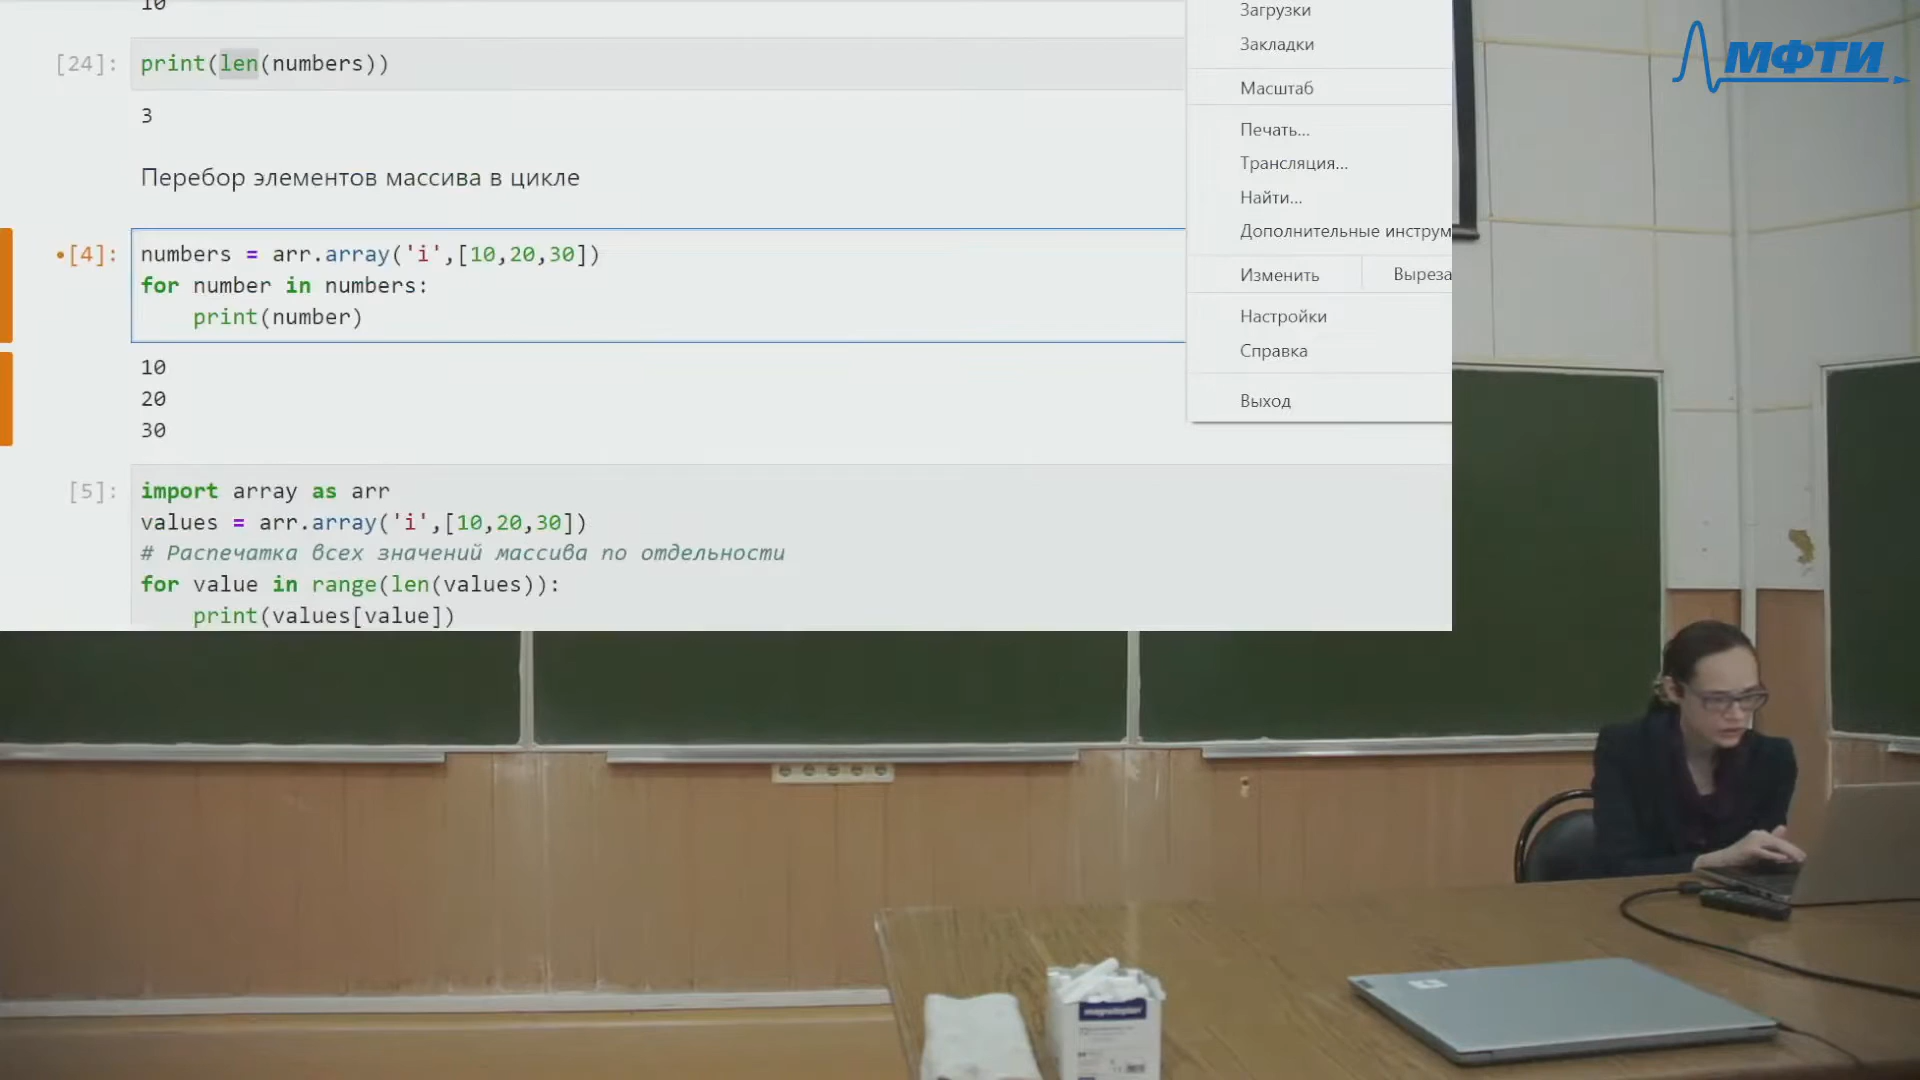 10
[24]:
print(len(numbers))
3
Перебор элементов массива в цикле
•[4]:
numbers = arr.array('i',[10,20,30])
for number in numbers:
    print(number)
10
20
30
[5]:
import array as arr
values = arr.array('i',[10,20,30])
# Распечатка всех значений массива по отдельности
for value in range(len(values)):
    print(values[value])
Загрузки
Закладки
Масштаб
Печать...
Трансляция...
Найти...
Дополнительные инструм
Изменить
Выреза
Настройки
Справка
Выход
МФТИ